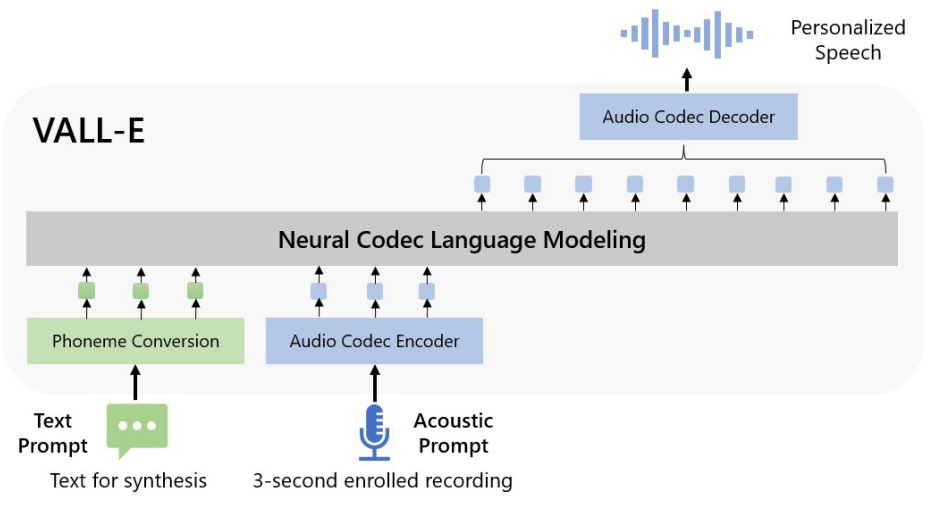 Personalized
Speech
Audio Codec Decoder
VALL-E
Neural Codec Language Modeling
Phoneme Conversion
Audio Codec Encoder
Text
Prompt
Acoustic
Prompt
Text for synthesis
3-second enrolled recording